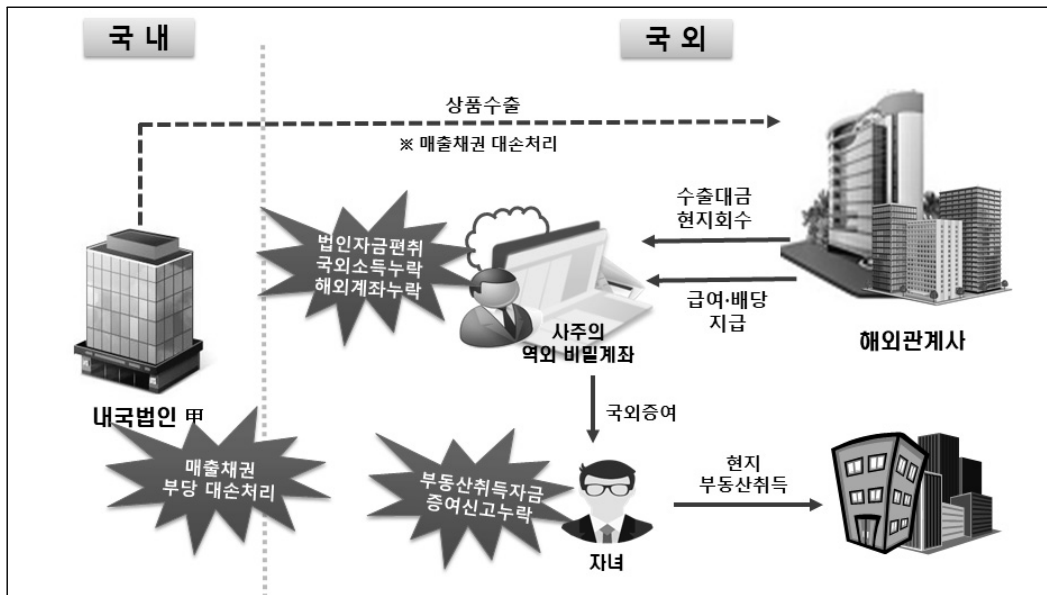 국 내
국 외
상품수출
※ 매출채권 대손처리
수출대금
현지회수
법인자금편취
국외소득누락
해외계좌누락
급여·배당
지급
사주의
역외 비밀계좌
해외관계사
내국법인 甲
국외증여
매출채권
부당 대손처리
부동산취득자금
증여신고누락
현지
부동산취득
자녀